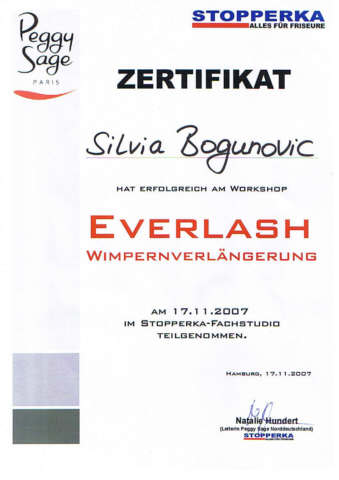 Peggy
Sage
PARIS
STOPPERKA
ALLES FÜR FRISEURE
ZERTIFIKAT
Silvia Bogunovic
HAT ERFOLGREICH AM WORKSHOP
EVERLASH
WIMPERNVERLÄNGERUNG
AM 17.11.2007
IM STOPPERKA-FACHSTUDIO
TEILGENOMMEN.
HAMBURG, 17.11.2007
Natalie Hundert
(Leiterin Peggy Sage Norddeutschland)
STOPPERKA